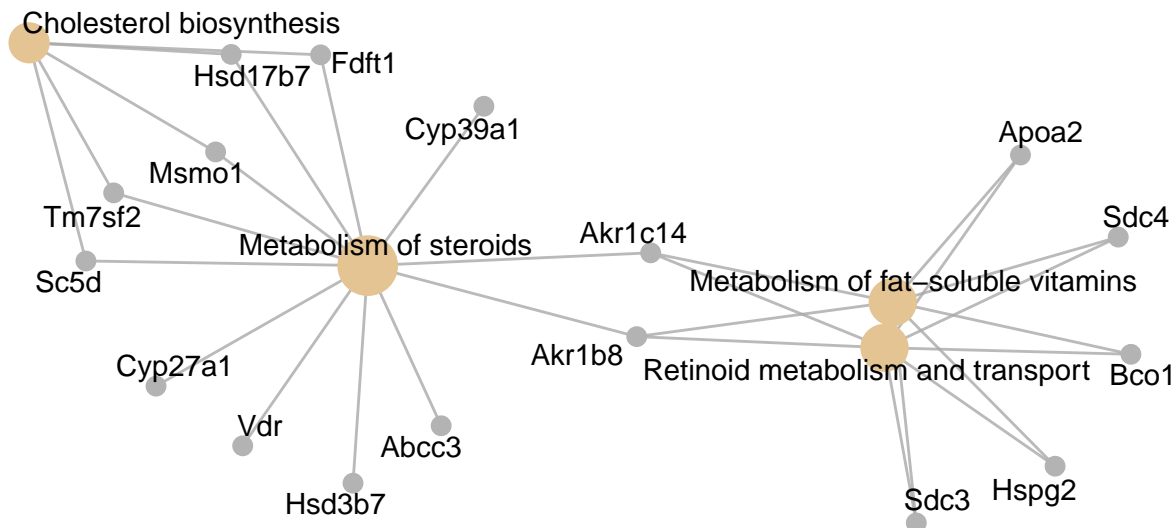 Cholesterol biosynthesis
Hsd17b7
Fdft1
Cyp39a1
Apoa2
Msmo1
Tm7sf2
Sdc4
Metabolism of steroids
Akr1c14
Sc5d
Metabolism of fat−soluble vitamins
Akr1b8
Cyp27a1
Retinoid metabolism and transport
Bco1
Vdr
Abcc3
Hsd3b7
Sdc3
Hspg2